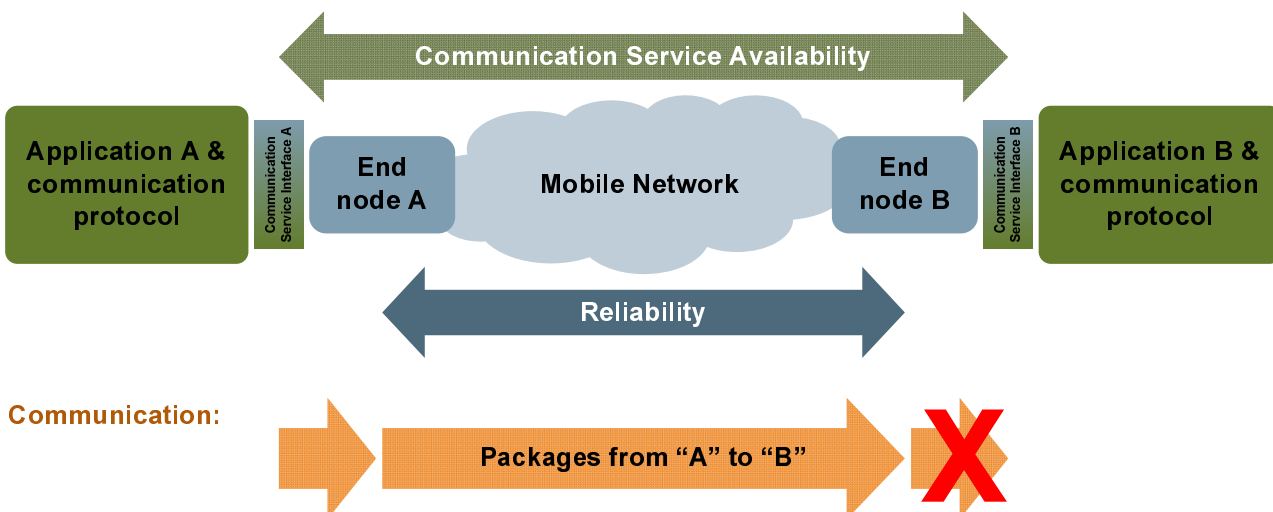 Communication Service Availability
Application A &
communication
protocol
Communication
Service Interface A
End
node A
Mobile Network
End
node B
Communication
Service Interface B
Application B &
communication
protocol
Reliability
Communication:
Packages from “A” to “B”
X